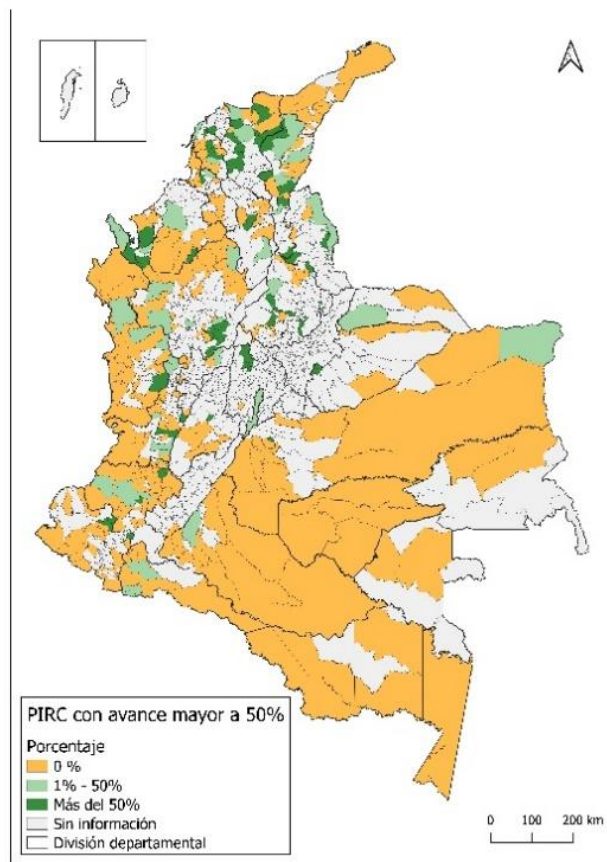 PIRC con avance mayor a 50%
Porcentaje
0 %
1% - 50%
Más del 50%
Sin información
División departamental
0 100 200 km